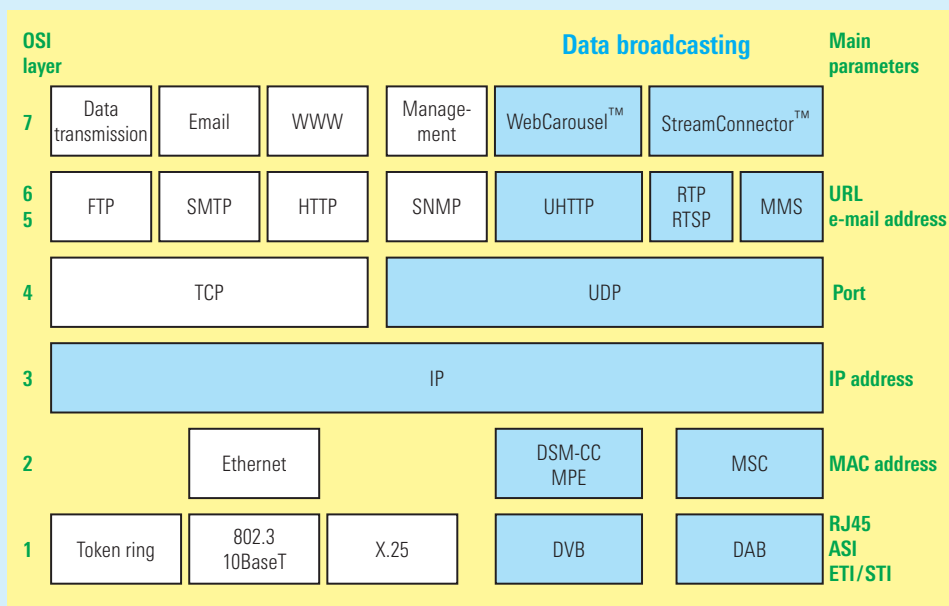 OSI
layer
Data broadcasting
Main
parameters
7
Data
transmission
Email
WWW
Manage-
ment
WebCarousel™
StreamConnector™
6
5
FTP
SMTP
HTTP
SNMP
UHTTP
RTP
RTSP
MMS
URL
e-mail address
4
TCP
UDP
Port
3
IP
IP address
2
Ethernet
DSM-CC
MPE
MSC
MAC address
1
Token ring
802.3
10BaseT
X.25
DVB
DAB
RJ45
ASI
ETI/STI